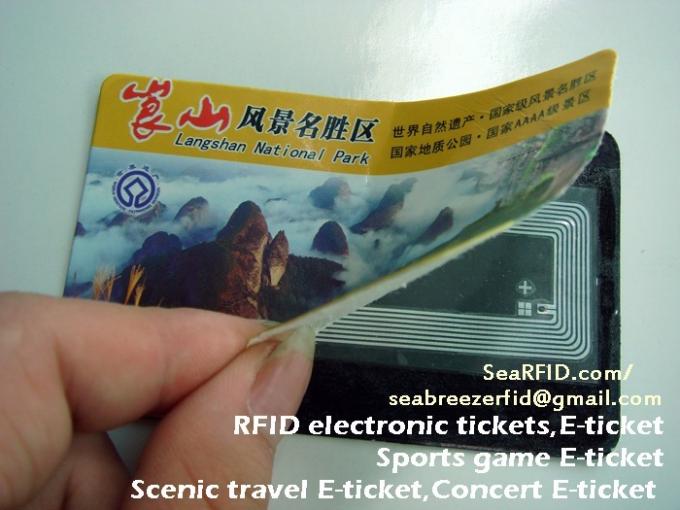 崀山风景名胜区
Langshan National Park
世界自然遗产·国家级风景名胜区
国家地质公园·国家AAAA级景区
SeaRFID.com/
seabreezerfid@gmail.com
RFID electronic tickets,E-ticket
Sports game E-ticket
Scenic travel E-ticket,Concert E-ticket